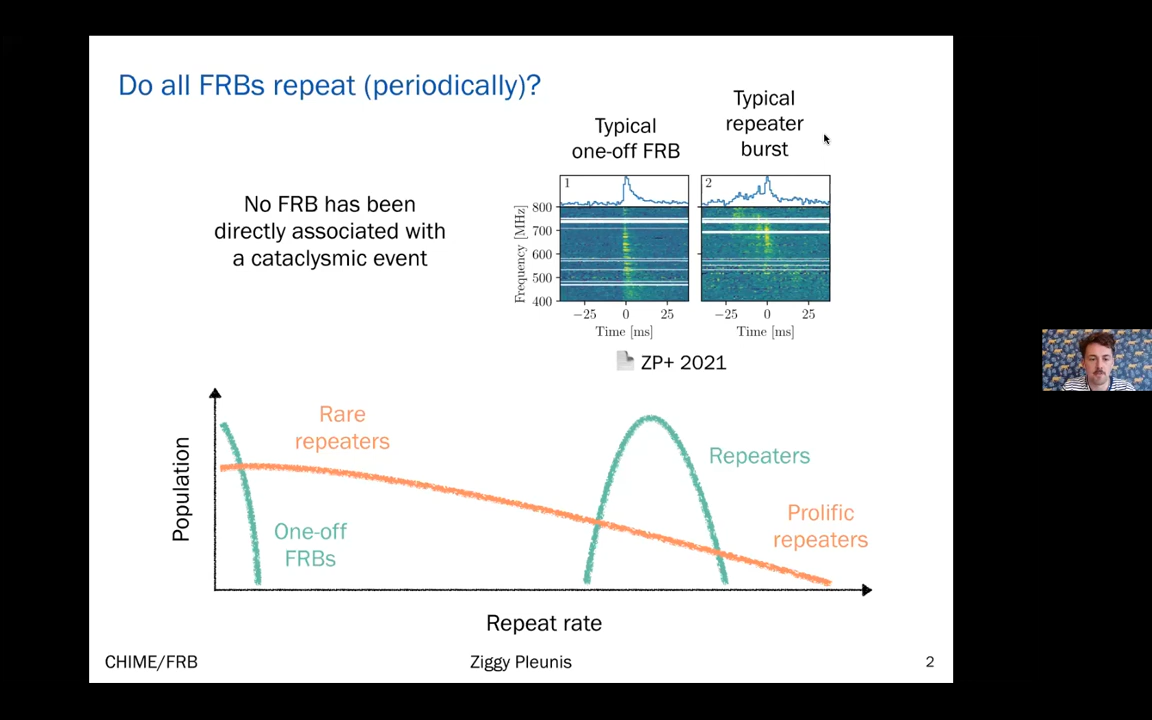 Do all FRBs repeat (periodically)?
Typical
one-off FRB
Typical
repeater
burst
No FRB has been
directly associated with
a cataclysmic event
1
2
Frequency [MHz]
800
700
600
500
400
−25 0 25
−25 0 25
Time [ms]
Time [ms]
ZP+ 2021
Population
Rare
repeaters
One-off
FRBs
Repeaters
Prolific
repeaters
Repeat rate
CHIME/FRB
Ziggy Pleunis
2